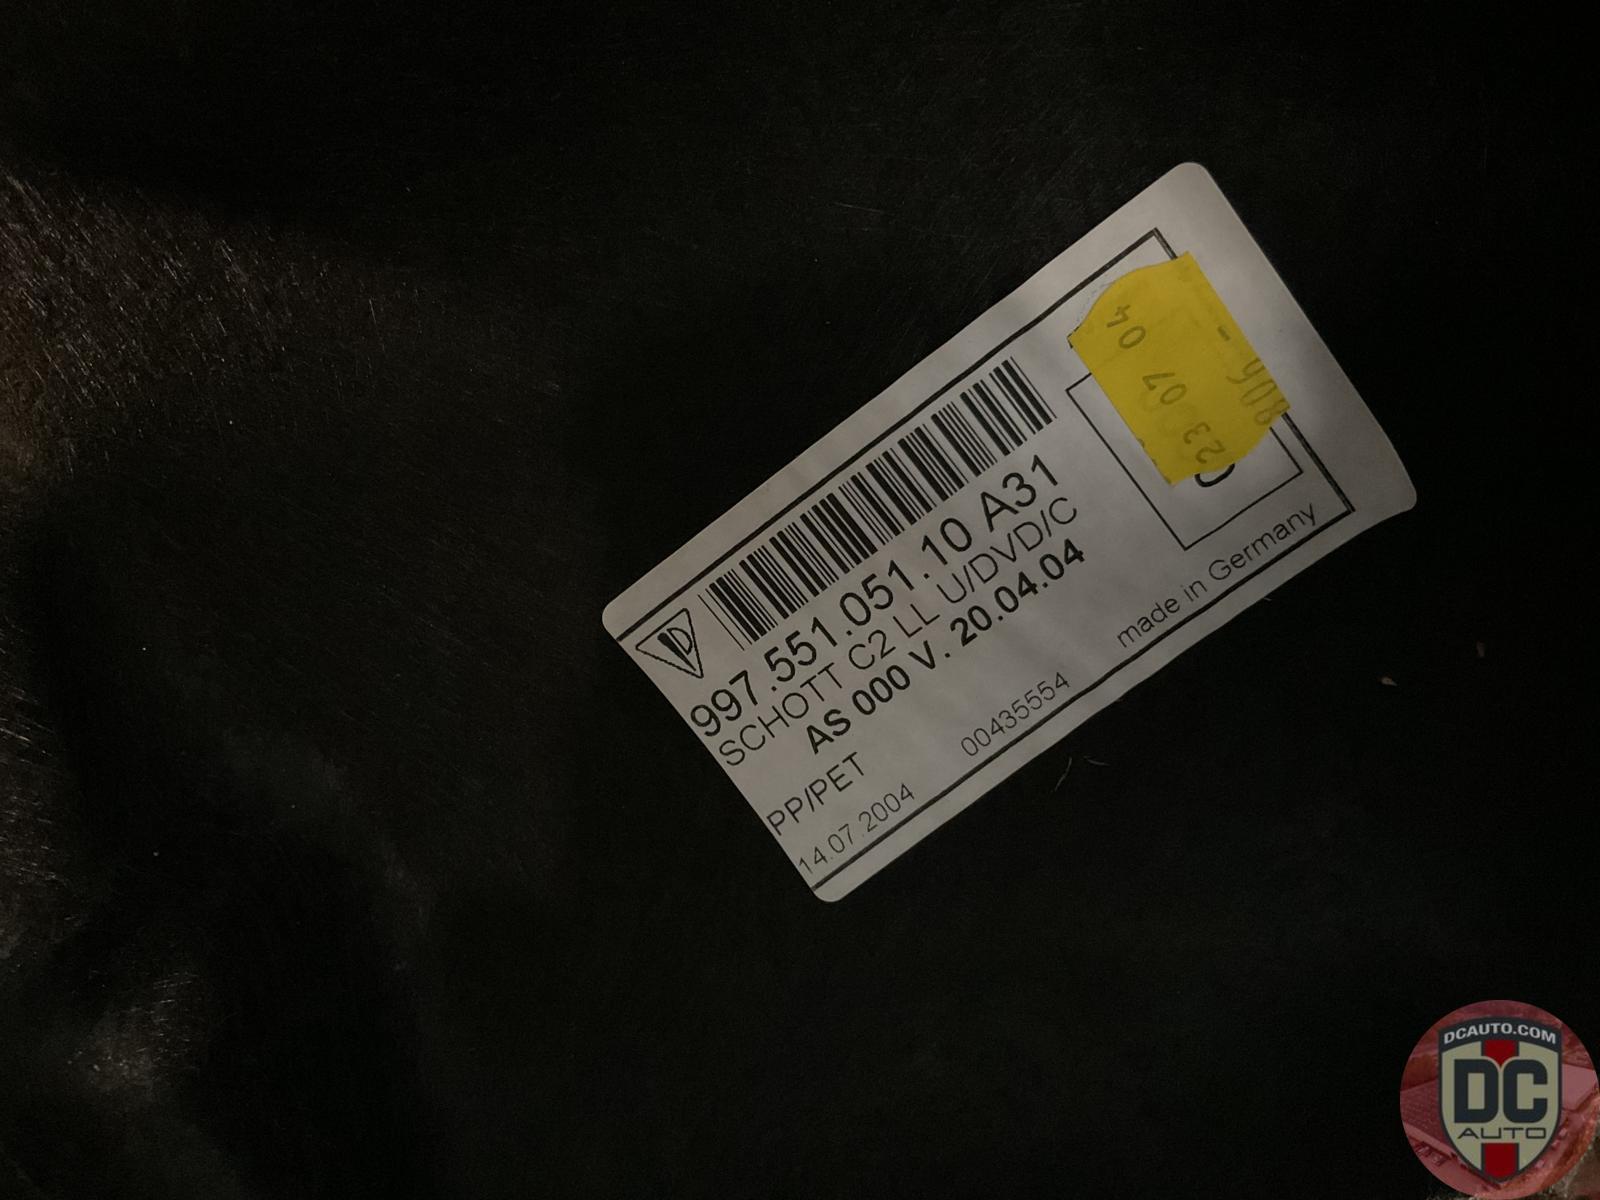 997.551.051.10 A31
SCHOTT C2 LL U/DVD/C
AS 000 V. 20.04.04
PP/PET
14.07.2004 00435554
made in Germany
23 07 04
DCAUTO.COM
DC
AUTO